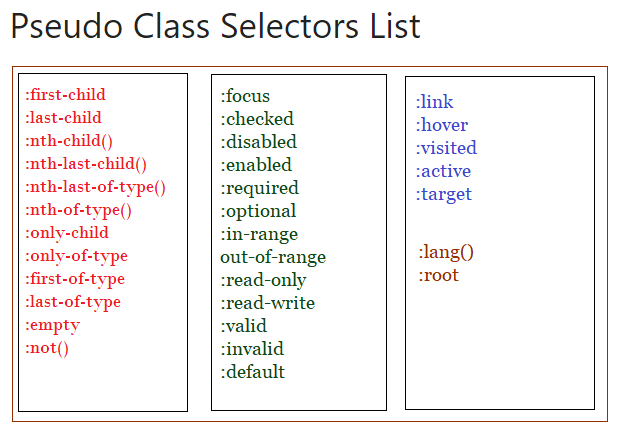 Pseudo Class Selectors List
:first-child
:last-child
:nth-child()
:nth-last-child()
:nth-last-of-type()
:nth-of-type()
:only-child
:only-of-type
:first-of-type
:last-of-type
:empty
:not()
:focus
:checked
:disabled
:enabled
:required
:optional
:in-range
out-of-range
:read-only
:read-write
:valid
:invalid
:default
:link
:hover
:visited
:active
:target
:lang()
:root